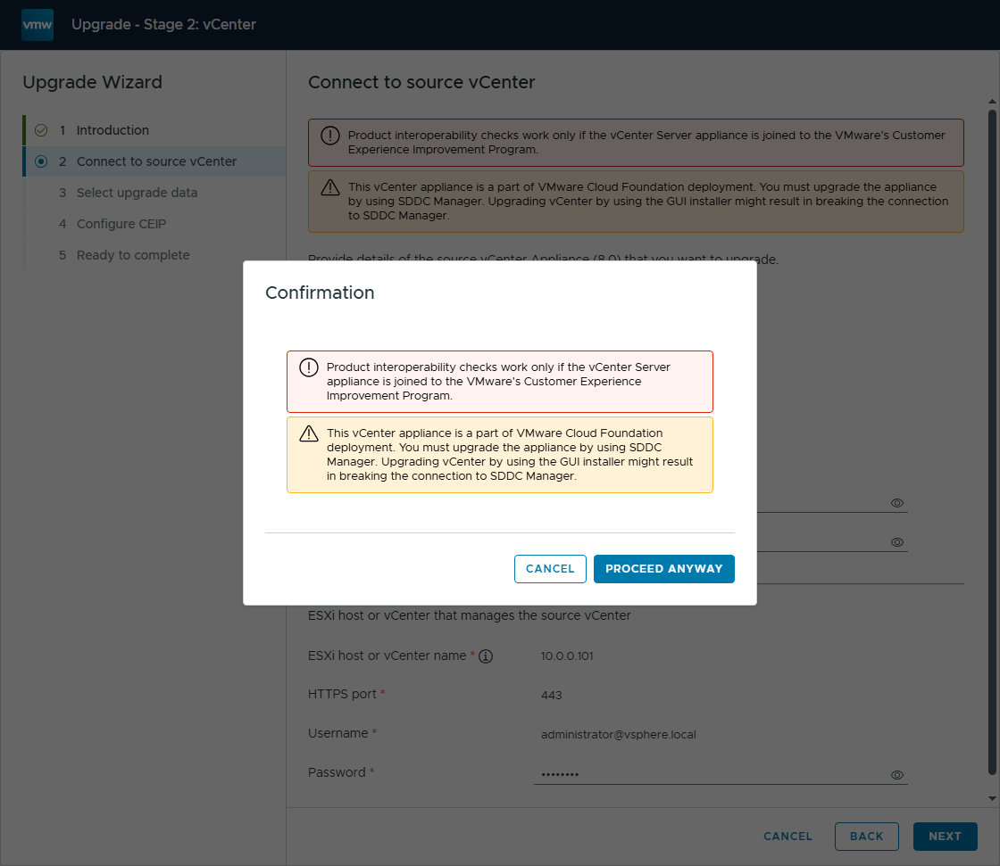 vmw
Upgrade - Stage 2: vCenter
Upgrade Wizard
1 Introduction
2 Connect to source vCenter
3 Select upgrade data
4 Configure CEIP
5 Ready to complete
Connect to source vCenter
Product interoperability checks work only if the vCenter Server appliance is joined to the VMware's Customer
Experience Improvement Program.
This vCenter appliance is a part of VMware Cloud Foundation deployment. You must upgrade the appliance
by using SDDC Manager. Upgrading vCenter by using the GUI installer might result in breaking the connection
to SDDC Manager.
Provide details of the source vCenter Appliance (8.0) that you want to upgrade.
Confirmation
Product interoperability checks work only if the vCenter Server
appliance is joined to the VMware's Customer Experience
Improvement Program.
This vCenter appliance is a part of VMware Cloud Foundation
deployment. You must upgrade the appliance by using SDDC
Manager. Upgrading vCenter by using the GUI installer might result
in breaking the connection to SDDC Manager.
CANCEL
PROCEED ANYWAY
ESXi host or vCenter that manages the source vCenter
ESXi host or vCenter name * 10.0.0.101
HTTPS port * 443
Username * administrator@vsphere.local
Password * ••••••••
CANCEL
BACK
NEXT